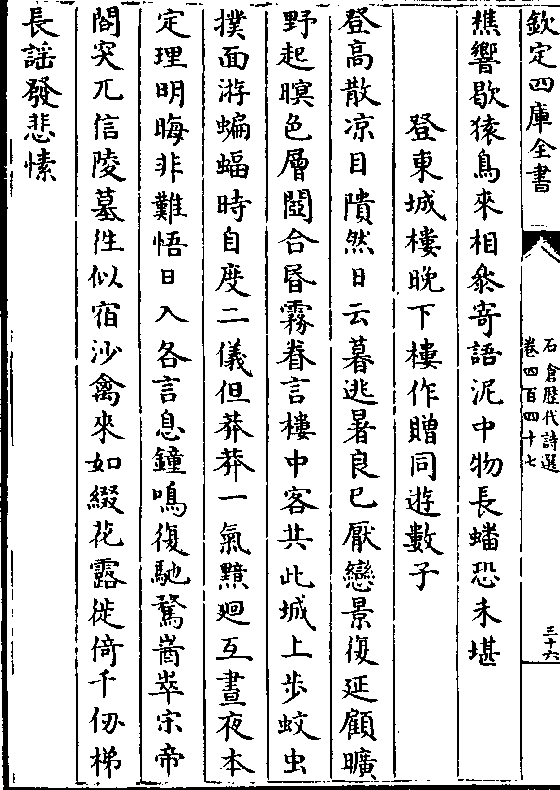 欽定四庫全書
石倉歷代詩選
卷四百四十七
三十六
樵響歇猿鳥來相叅寄語泥中物長蟠恐未堪
登東城樓晚下樓作贈同遊數子
登高散凉目隤然日云暮逃暑良已厭戀景復延顧曠
野起暝色層闉合昏霧眷言樓中客共此城上步蚊虫
撲面游蝙蝠時自度二儀但莽莽一氣黯廻互晝夜本
定理明晦非難悟日入各言息鐘鳴復馳騖崷崒宋帝
閣突兀信陵墓性似宿沙禽來如綴花露徙倚千仞梯
長謡發悲愫